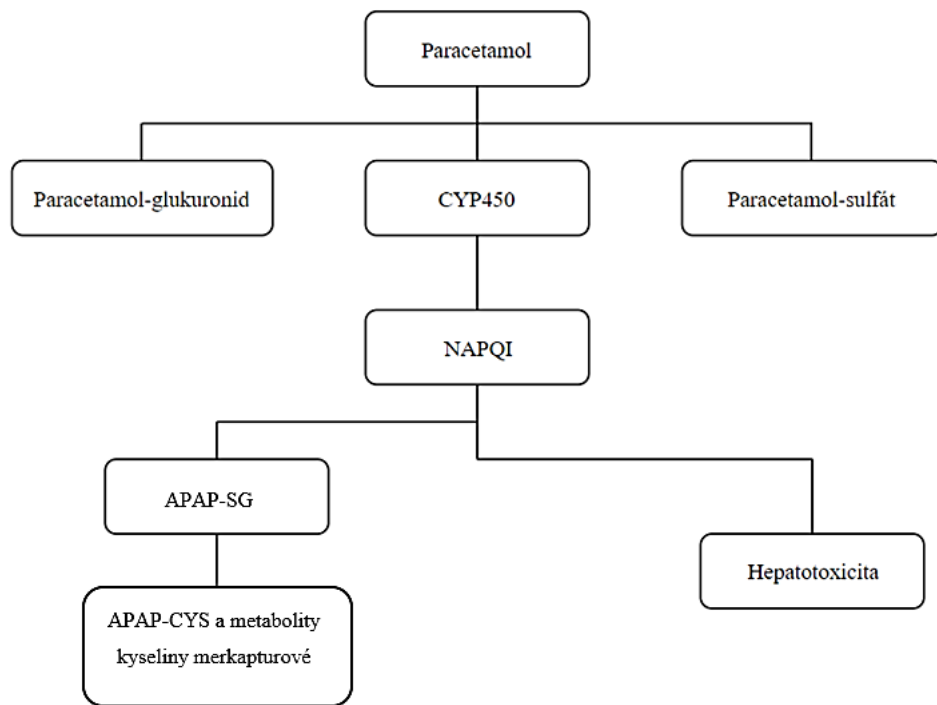 Paracetamol
Paracetamol-glukuronid
CYP450
Paracetamol-sulfát
NAPQI
APAP-SG
Hepatotoxicita
APAP-CYS a metabolity
kyseliny merkapturové